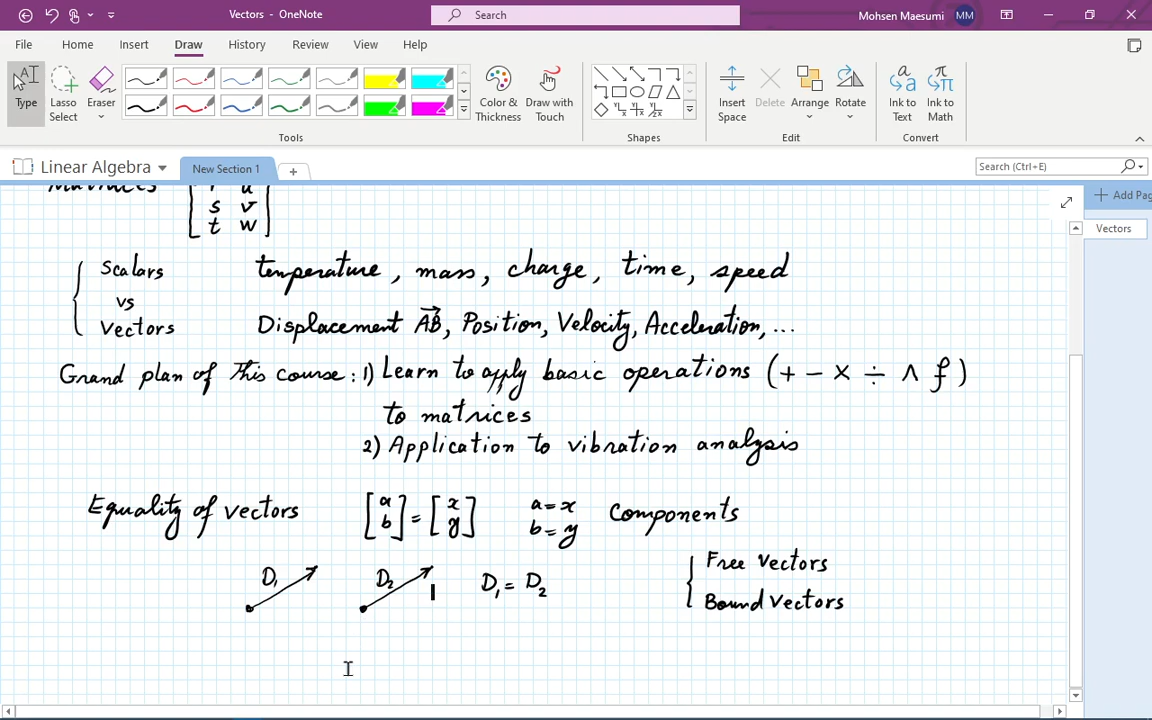 Vectors - OneNote
Search
Mohsen Maesumi MM
File Home Insert Draw History Review View Help
Type
Lasso Select
Eraser
Color & Thickness
Draw with Touch
Insert Space
Delete
Arrange
Rotate
Ink to Text
Ink to Math
Tools
Shapes
Edit
Convert
Linear Algebra
New Section 1
Search (Ctrl+E)
Add Pag
Vectors
Matrices
s v
t w
Scalars temperature, mass, charge, time, speed
vs
Vectors Displacement AB, Position, Velocity, Acceleration, ...
Grand plan of this course: 1) Learn to apply basic operations (+ - × ÷ ^ f)
to matrices
2) Application to vibration analysis
Equality of vectors [a b] = [x y] a = x b = y components
D₁ D₂ D₁ = D₂
Free Vectors
Bound Vectors